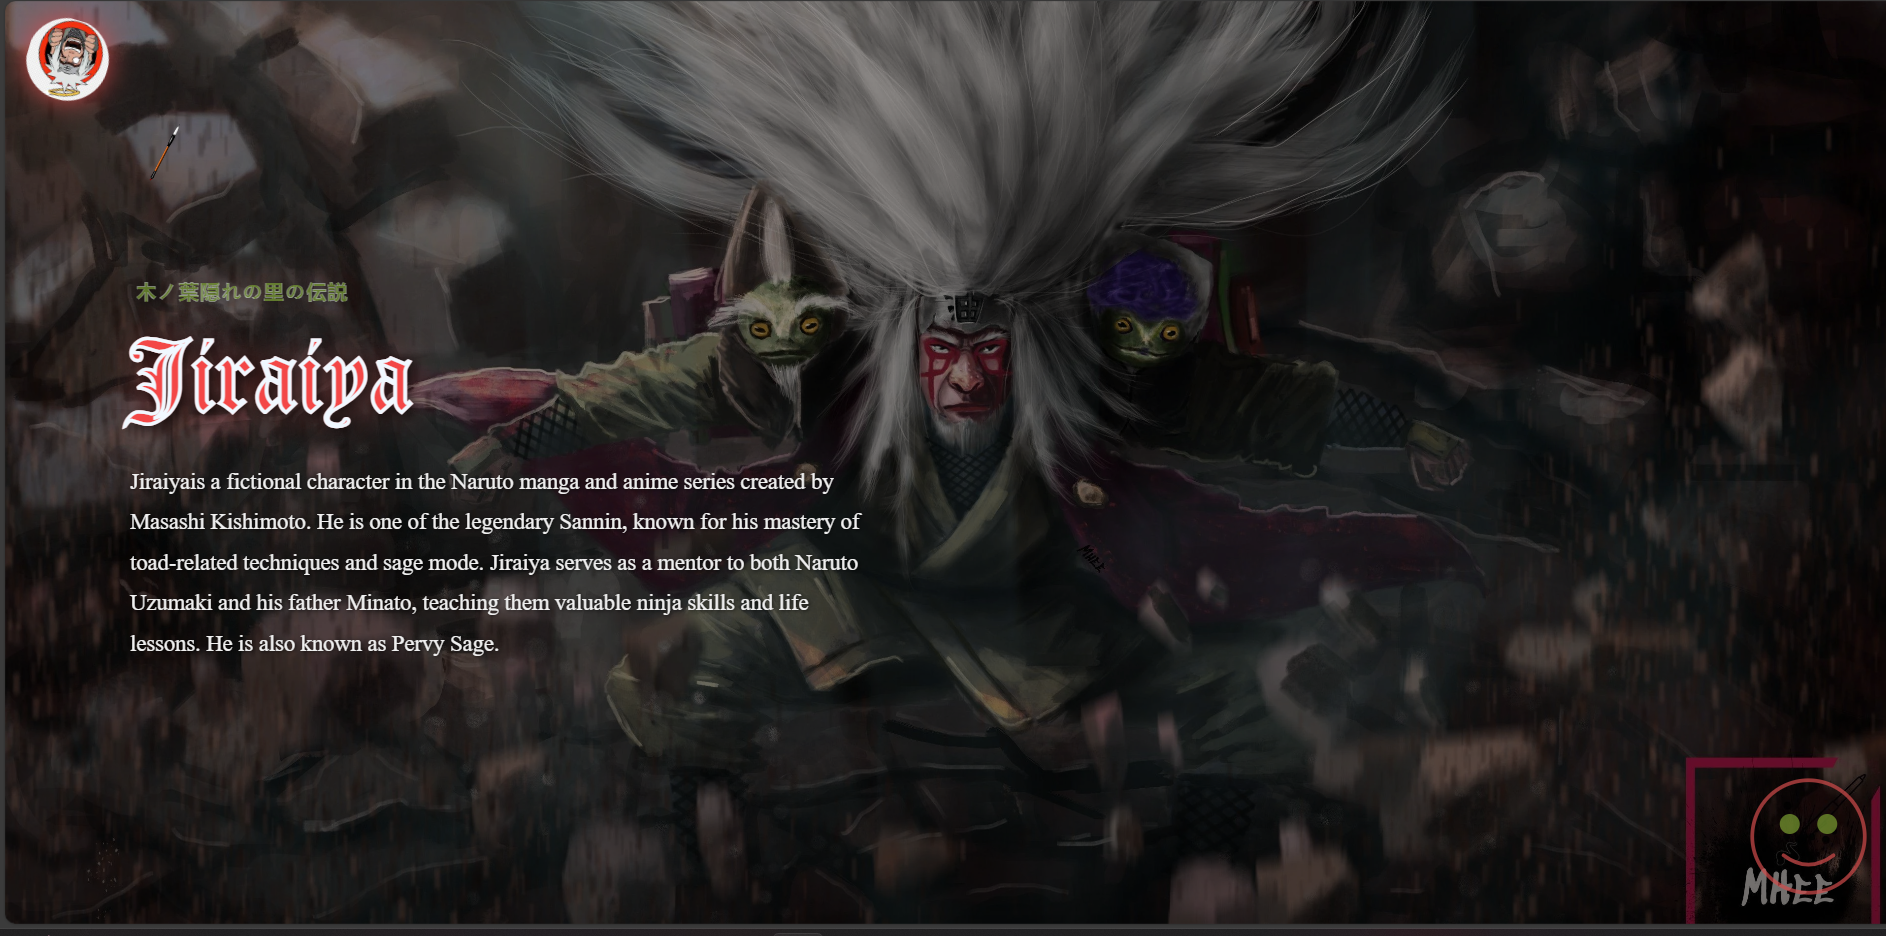 木ノ葉隠れの里の伝説
Jiraiya
Jiraiyais a fictional character in the Naruto manga and anime series created by
Masashi Kishimoto. He is one of the legendary Sannin, known for his mastery of
toad-related techniques and sage mode. Jiraiya serves as a mentor to both Naruto
Uzumaki and his father Minato, teaching them valuable ninja skills and life
lessons. He is also known as Pervy Sage.
MHEE
MHEE